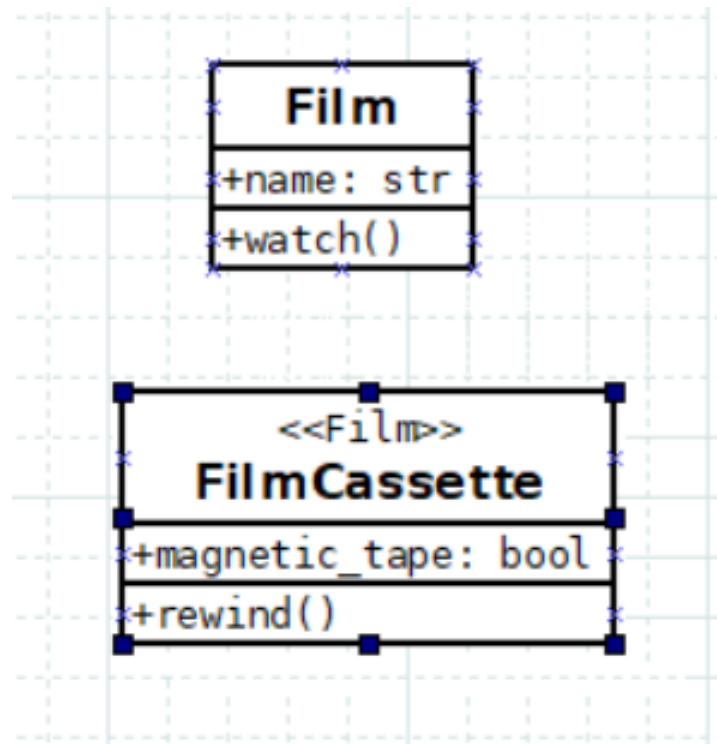 Film
+name: str
+watch()
<<Film>>
FilmCassette
+magnetic_tape: bool
+rewind()